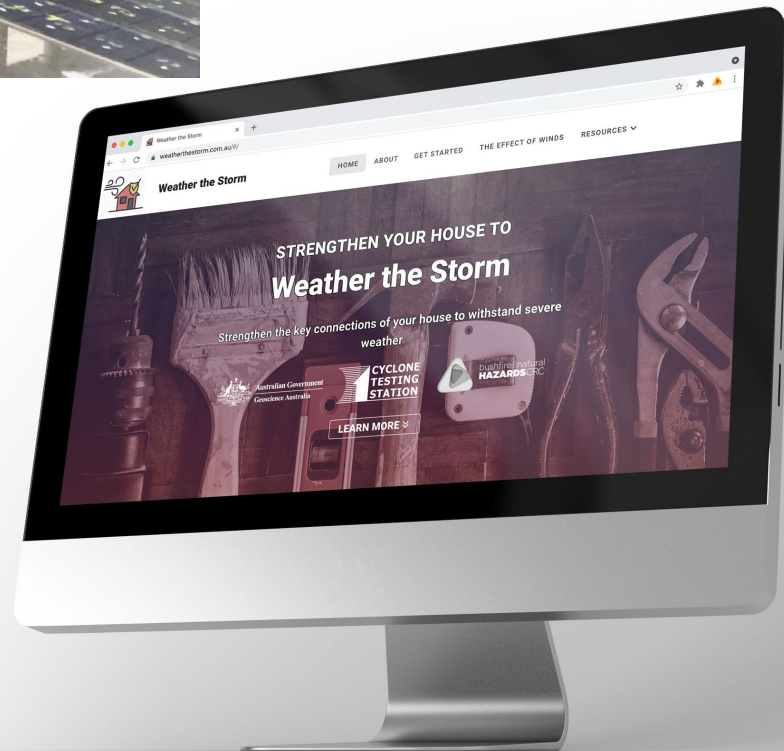 Weather the Storm
weatherthestorm.com.au/#/
Weather the Storm
HOME
ABOUT
GET STARTED
THE EFFECT OF WINDS
RESOURCES
STRENGTHEN YOUR HOUSE TO
Weather the Storm
Strengthen the key connections of your house to withstand severe
weather
Australian Government
Geoscience Australia
CYCLONE
TESTING
STATION
bushfire&natural
HAZARDSCRC
LEARN MORE